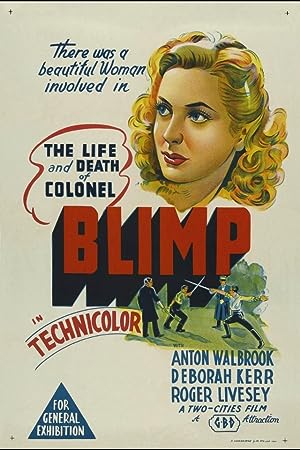 There was a
beautiful Woman
involved in
THE LIFE
and DEATH
of
COLONEL
BLIMP
IN
TECHNICOLOR
WITH
ANTON WALBROOK
DEBORAH KERR
ROGER LIVESEY
A TWO-CITIES FILM
A GBD Attraction
FOR
GENERAL
EXHIBITION